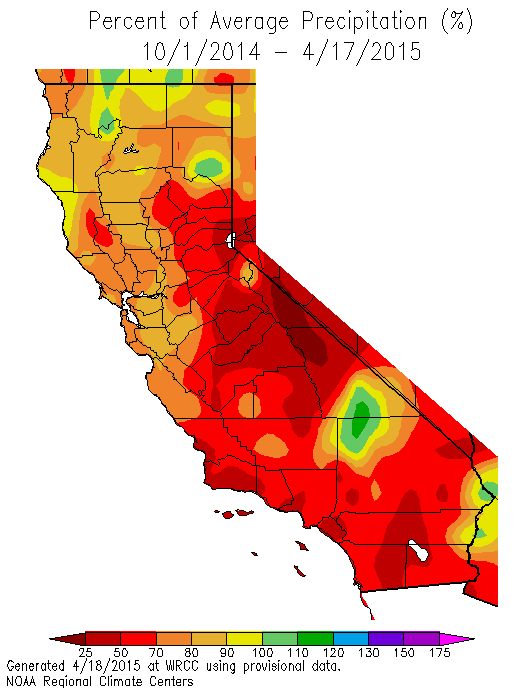 Percent of Average Precipitation (%)
10/1/2014 – 4/17/2015
25 50 70 80 90 100 110 120 130 150 175
Generated 4/18/2015 at WRCC using provisional data.
NOAA Regional Climate Centers